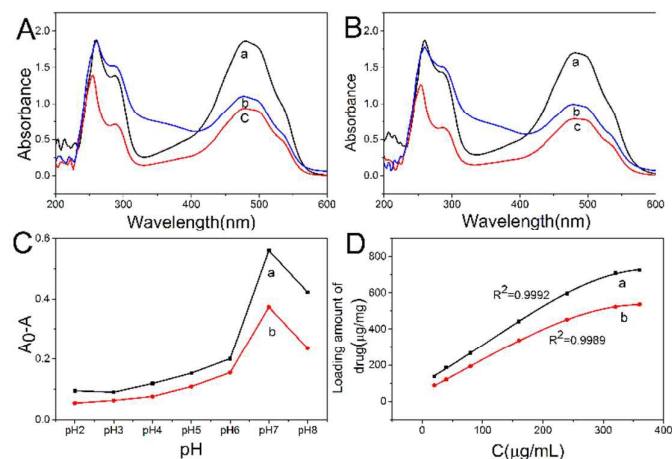 A
B
2.0
1.5
1.0
0.5
0.0
Absorbance
a
b
c
200 300 400 500 600
Wavelength(nm)
2.0
1.5
1.0
0.5
0.0
Absorbance
a
b
c
200 300 400 500 600
Wavelength(nm)
C
D
0.6
0.4
0.2
0.0
A0-A
a
b
pH2 pH3 pH4 pH5 pH6 pH7 pH8
pH
800
600
400
200
0
Loading amount of
drug(μg/mg)
R²=0.9992
a
R²=0.9989
b
0 100 200 300 400
C(μg/mL)